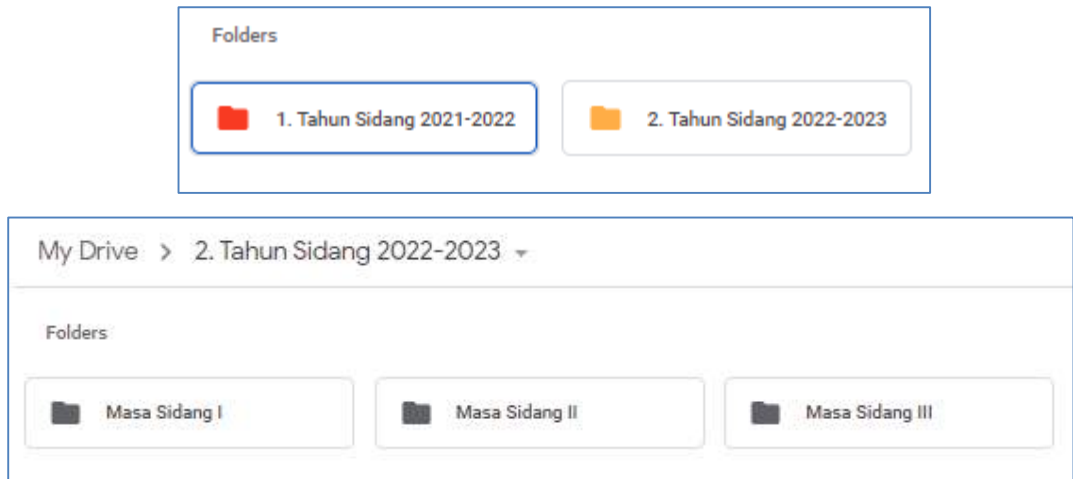 Folders
1. Tahun Sidang 2021-2022
2. Tahun Sidang 2022-2023
My Drive > 2. Tahun Sidang 2022-2023
Folders
Masa Sidang I
Masa Sidang II
Masa Sidang III